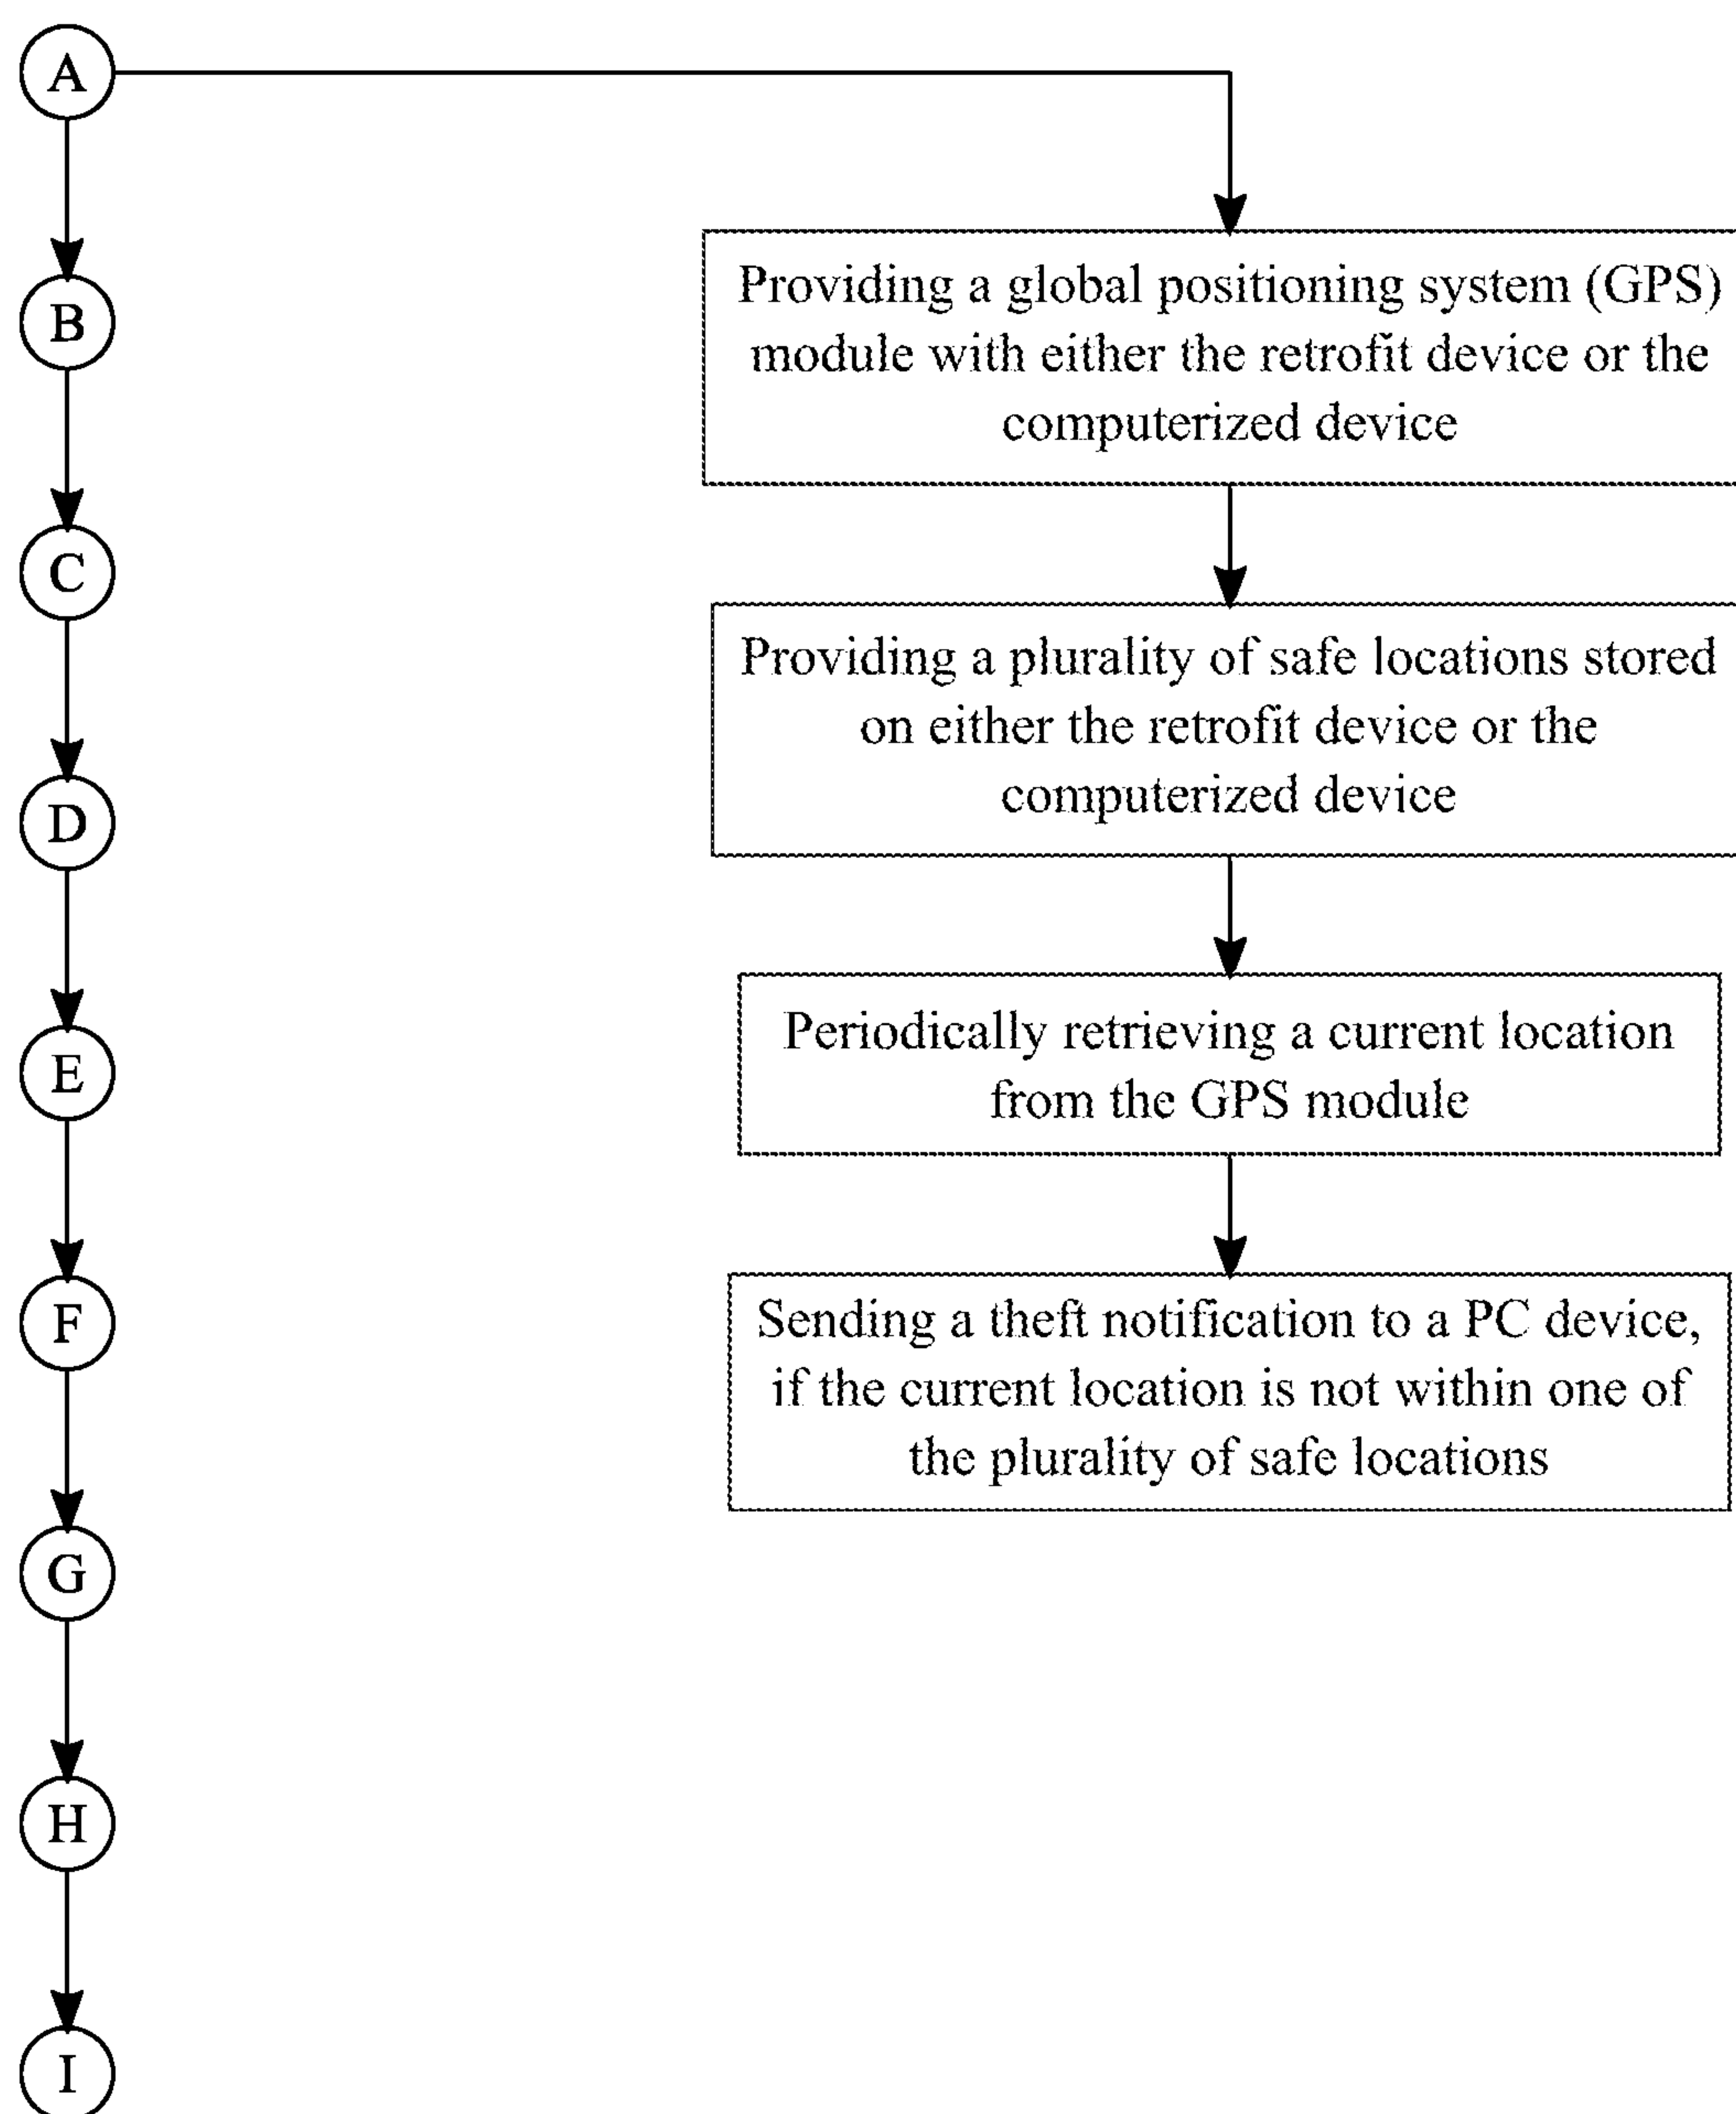 A
B
C
D
E
F
G
H
I
Providing a global positioning system (GPS)
module with either the retrofit device or the
computerized device
Providing a plurality of safe locations stored
on either the retrofit device or the
computerized device
Periodically retrieving a current location
from the GPS module
Sending a theft notification to a PC device,
if the current location is not within one of
the plurality of safe locations